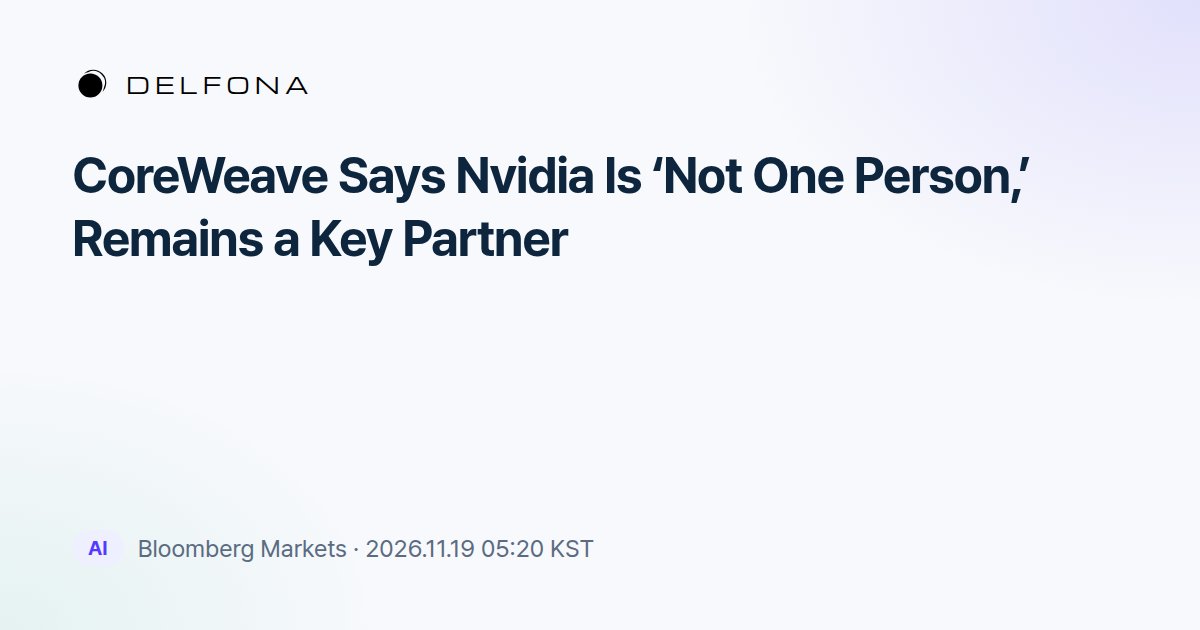 DELFONA
CoreWeave Says Nvidia Is ‘Not One Person,’
Remains a Key Partner
AI Bloomberg Markets · 2026.11.19 05:20 KST